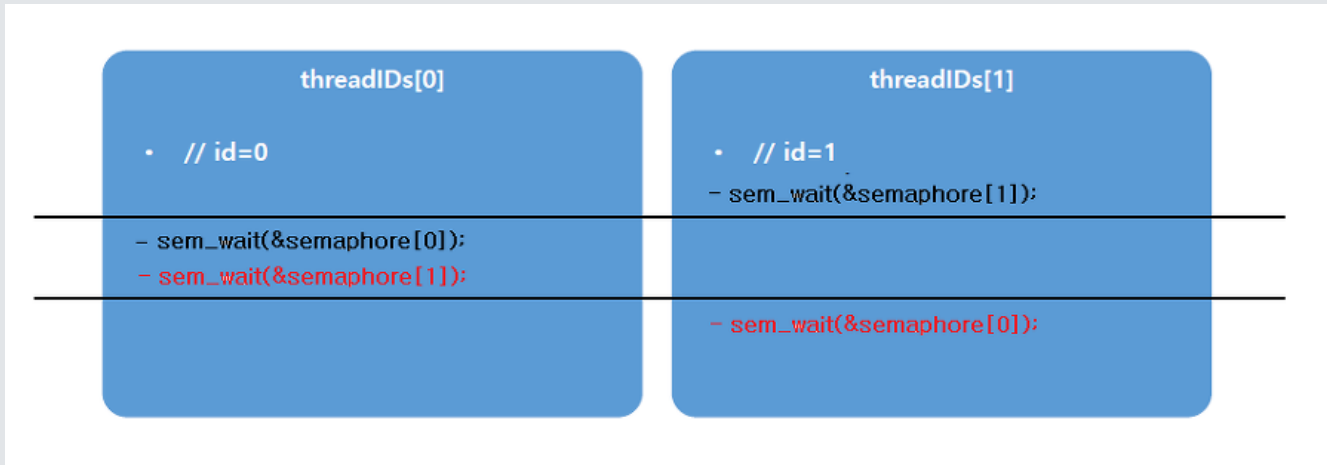 threadIDs[0]
• // id=0
– sem_wait(&semaphore[0]);
– sem_wait(&semaphore[1]);
threadIDs[1]
• // id=1
– sem_wait(&semaphore[1]);
– sem_wait(&semaphore[0]);